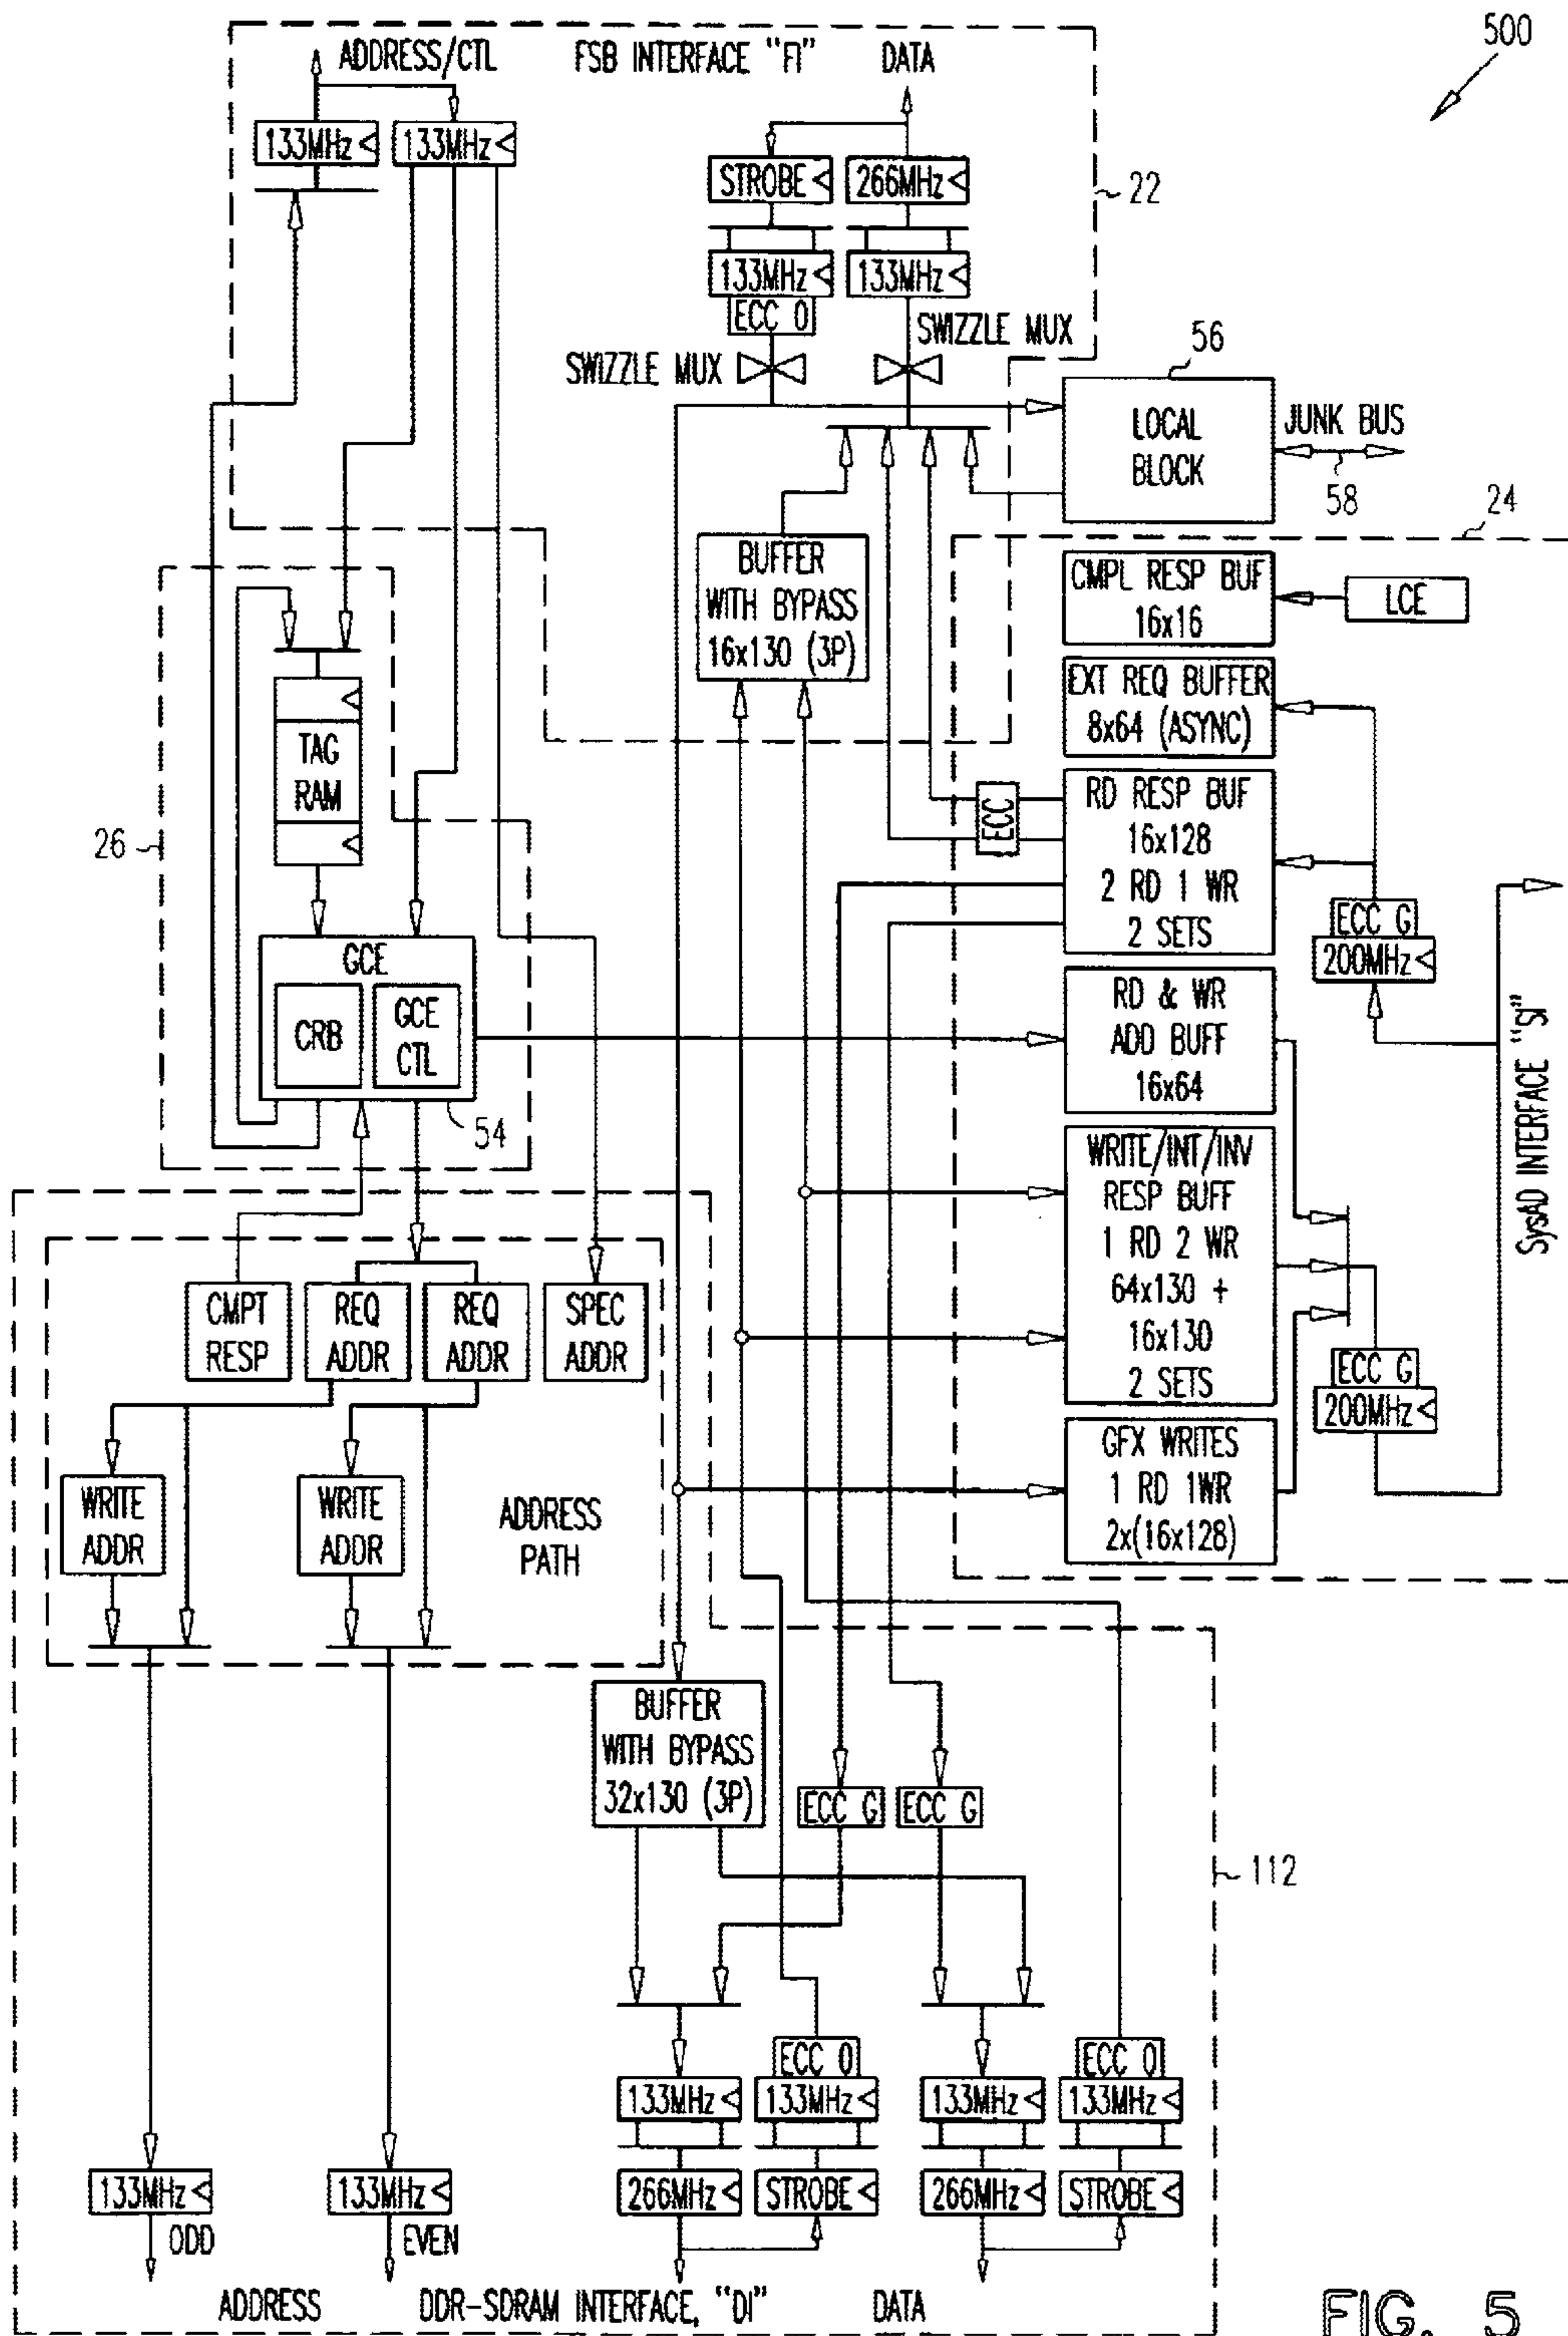 500
ADDRESS/CTL
FSB INTERFACE "FI"
DATA
133MHz
133MHz
STROBE
266MHz
22
133MHz
133MHz
ECC 0
SWIZZLE MUX
SWIZZLE MUX
56
LOCAL
BLOCK
JUNK BUS
58
24
BUFFER
WITH BYPASS
16x130 (3P)
CMPL RESP BUF
16x16
LCE
EXT REQ BUFFER
8x64 (ASYNC)
TAG
RAM
26
ECC
RD RESP BUF
16x128
2 RD 1 WR
2 SETS
ECC G
200MHz
GCE
CRB
GCE
CTL
54
RD & WR
ADD BUFF
16x64
SysAD INTERFACE "SI"
WRITE/INT/INV
RESP BUFF
1 RD 2 WR
64x130 +
16x130
2 SETS
CMPT
RESP
REQ
ADDR
REQ
ADDR
SPEC
ADDR
ECC G
200MHz
GFX WRITES
1 RD 1WR
2x(16x128)
WRITE
ADDR
WRITE
ADDR
ADDRESS
PATH
BUFFER
WITH BYPASS
32x130 (3P)
ECC G
ECC G
112
ECC 0
ECC 0
133MHz
133MHz
133MHz
133MHz
133MHz
133MHz
266MHz
STROBE
266MHz
STROBE
ODD
EVEN
ADDRESS
DDR-SDRAM INTERFACE, "DI"
DATA
FIG. 5